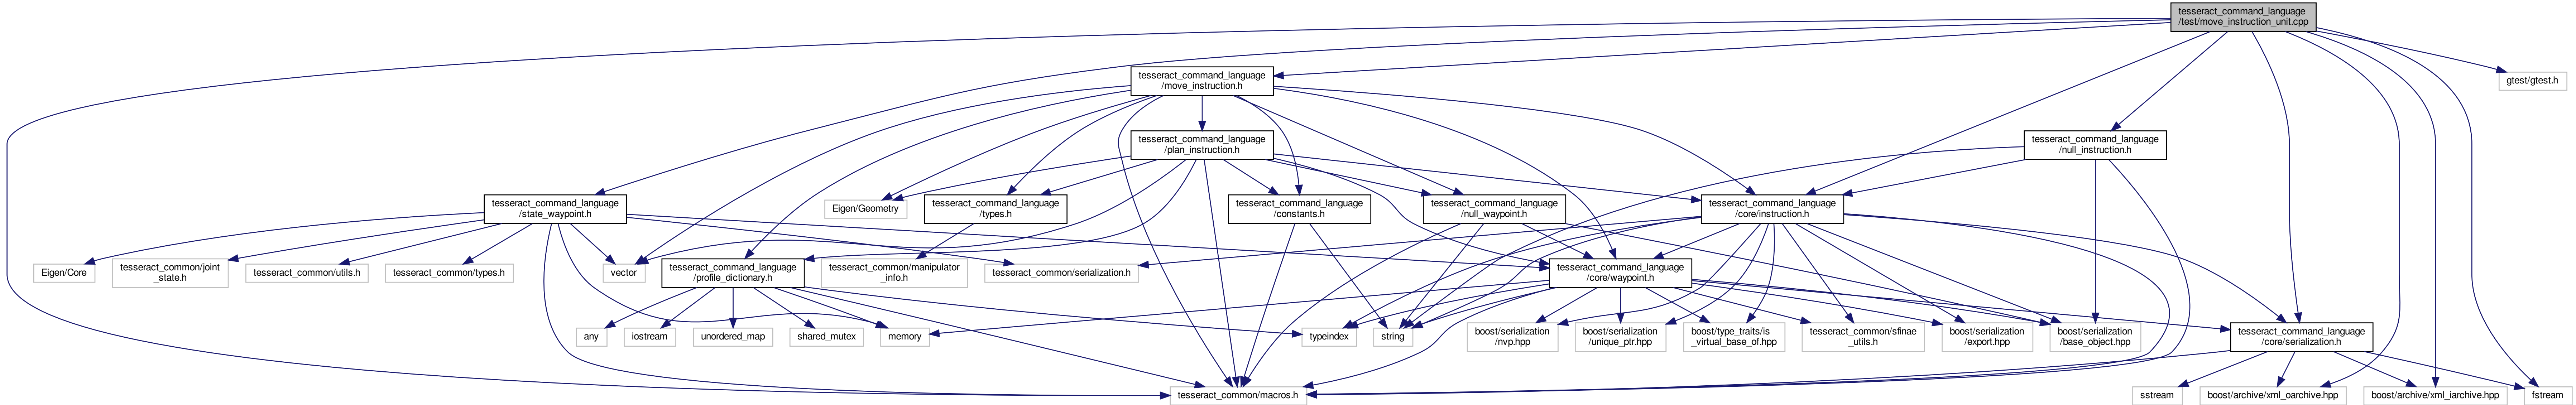 tesseract_command_language
/test/move_instruction_unit.cpp
tesseract_command_language
/move_instruction.h
gtest/gtest.h
tesseract_command_language
/plan_instruction.h
tesseract_command_language
/null_instruction.h
tesseract_command_language
/state_waypoint.h
Eigen/Geometry
tesseract_command_language
/types.h
tesseract_command_language
/constants.h
tesseract_command_language
/null_waypoint.h
tesseract_command_language
/core/instruction.h
Eigen/Core
tesseract_common/joint
_state.h
tesseract_common/utils.h
tesseract_common/types.h
vector
tesseract_command_language
/profile_dictionary.h
tesseract_common/manipulator
_info.h
tesseract_common/serialization.h
tesseract_command_language
/core/waypoint.h
any
iostream
unordered_map
shared_mutex
memory
typeindex
string
boost/serialization
/nvp.hpp
boost/serialization
/unique_ptr.hpp
boost/type_traits/is
_virtual_base_of.hpp
tesseract_common/sfinae
_utils.h
boost/serialization
/export.hpp
boost/serialization
/base_object.hpp
tesseract_command_language
/core/serialization.h
tesseract_common/macros.h
sstream
boost/archive/xml_oarchive.hpp
boost/archive/xml_iarchive.hpp
fstream